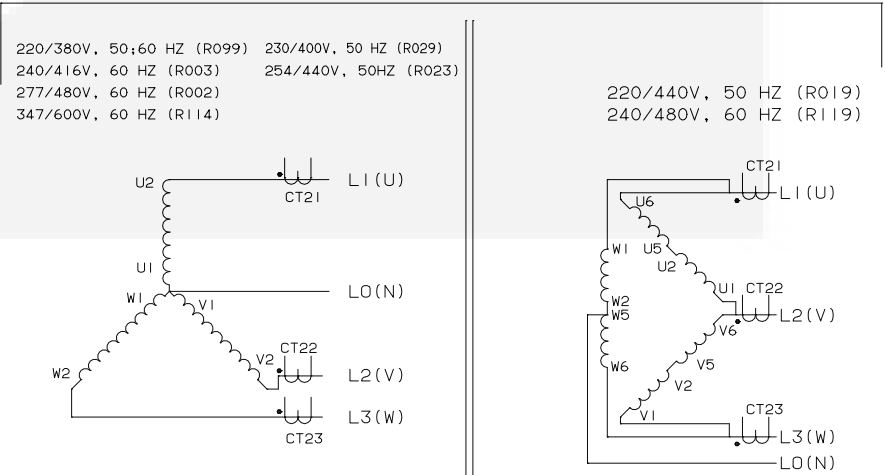 220/380V, 50;60 HZ (R099) 230/400V, 50 HZ (R029)
240/416V, 60 HZ (R003) 254/440V, 50HZ (R023)
277/480V, 60 HZ (R002)
347/600V, 60 HZ (R114)
U2
CT21
L1(U)
U1
W1
V1
L0(N)
W2
V2
CT22
L2(V)
L3(W)
CT23
220/440V, 50 HZ (R019)
240/480V, 60 HZ (R119)
CT21
L1(U)
U6
W1
U5
U2
U1
CT22
W2
W5
L2(V)
V6
W6
V5
V2
V1
CT23
L3(W)
L0(N)